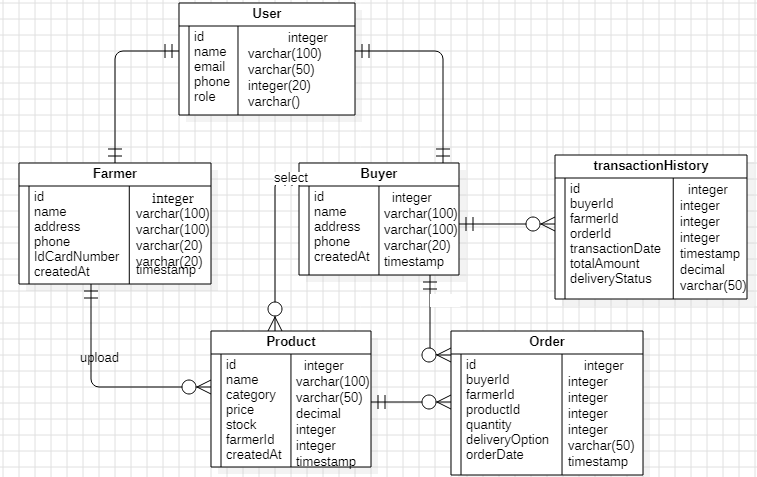 User
id integer
name varchar(100)
email varchar(50)
phone integer(20)
role varchar()
Farmer
id integer
name varchar(100)
address varchar(100)
phone varchar(20)
IdCardNumber varchar(20)
createdAt timestamp
select
Buyer
id integer
name varchar(100)
address varchar(100)
phone varchar(20)
createdAt timestamp
transactionHistory
id integer
buyerId integer
farmerId integer
orderId integer
transactionDate timestamp
totalAmount decimal
deliveryStatus varchar(50)
upload
Product
id integer
name varchar(100)
category varchar(50)
price decimal
stock integer
farmerId integer
createdAt timestamp
Order
id integer
buyerId integer
farmerId integer
productId integer
quantity integer
deliveryOption varchar(50)
orderDate timestamp